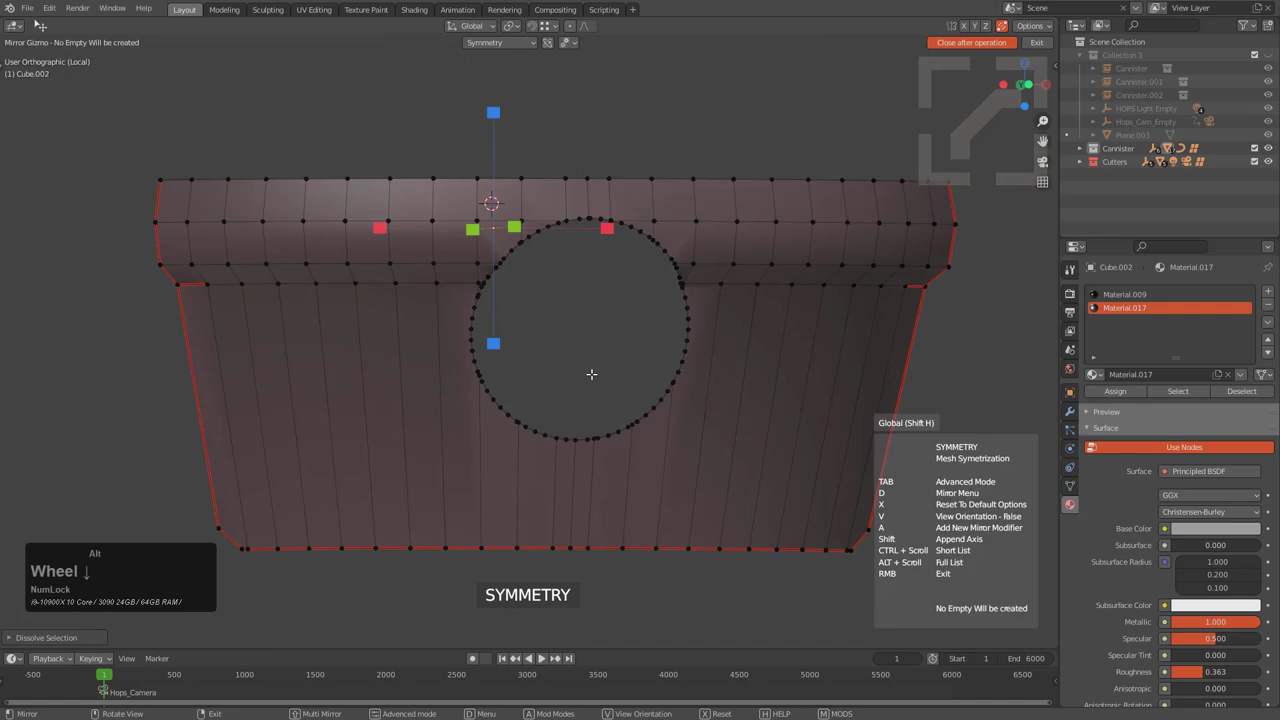 File Edit Render Window Help Layout Modeling Sculpting UV Editing Texture Paint Shading Animation Rendering Compositing Scripting + Scene View Layer
Global Options
Mirror Gizmo - No Empty Will be created Symmetry Close after operation Exit Scene Collection
User Orthographic (Local) Collection 3
(1) Cube.002 Cannister
Cannister.001
Cannister.002
HOPS Light Empty
Hops_Cam_Empty
Plane.003
Cannister
Cutters
Cube.002 Material.017
Material.009
Material.017
Material.017
Assign Select Deselect
Preview
Surface
Use Nodes
Surface Principled BSDF
GGX
Christensen-Burley
Base Color
Subsurface 0.000
Subsurface Radius 1.000
0.200
0.100
Subsurface Color
Metallic 1.000
Specular 0.500
Specular Tint 0.000
Roughness 0.363
Anisotropic 0.000
Anisotropic Rotation 0.000
Global (Shift H)
SYMMETRY
Mesh Symetrization
TAB Advanced Mode
D Mirror Menu
X Reset To Default Options
V View Orientation - False
A Add New Mirror Modifier
Shift Append Axis
CTRL + Scroll Short List
ALT + Scroll Full List
RMB Exit
No Empty Will be created
Alt
Wheel ↓
NumLock
i9-10900X 10 Core / 3090 24GB / 64GB RAM /
SYMMETRY
Dissolve Selection
Playback Keying View Marker 1 Start 1 End 6000
-500 1 500 1000 1500 2000 2500 3000 3500 4000 4500 5000 5500 6000 6500
Hops_Camera
Mirror Rotate View Exit Multi Mirror Advanced mode D Menu A Mod Modes V View Orientation X Reset H HELP M MODS